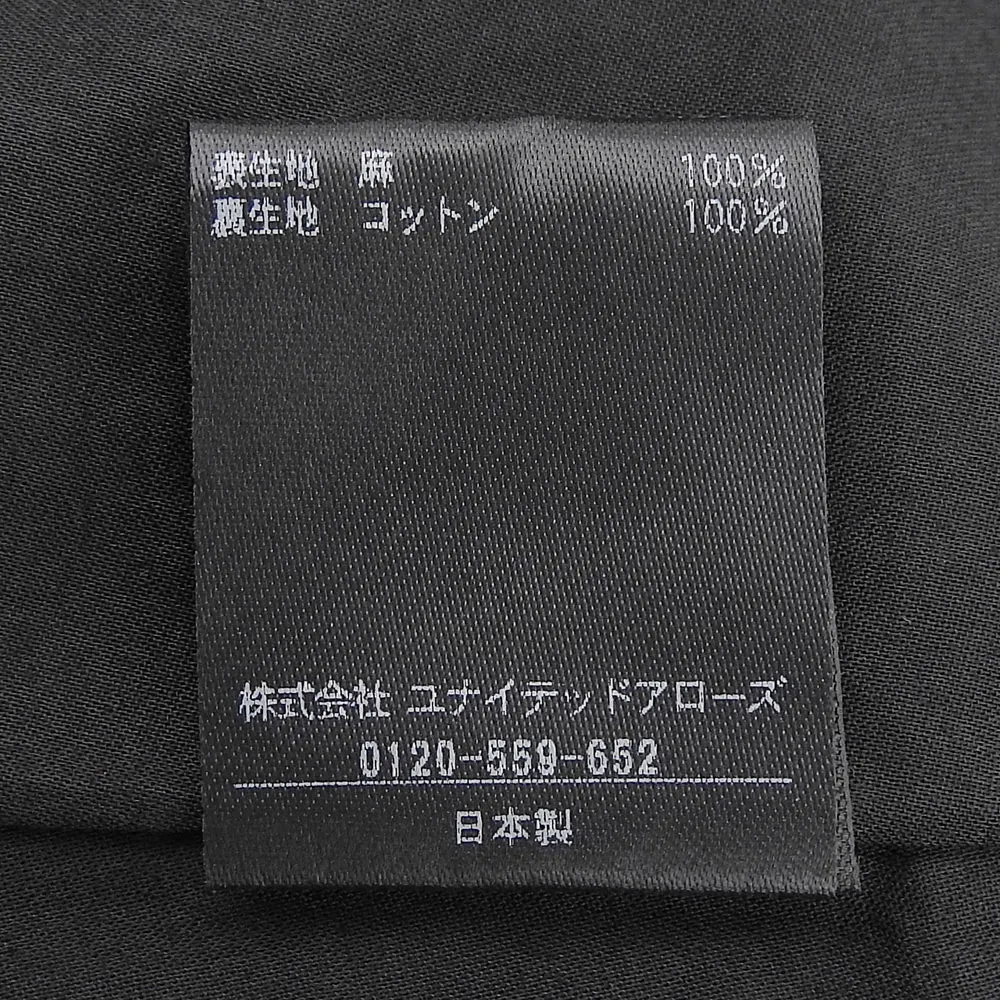 表生地 麻 100%
裏生地 コットン 100%
株式会社 ユナイテッドアローズ
0120-559-652
日本製